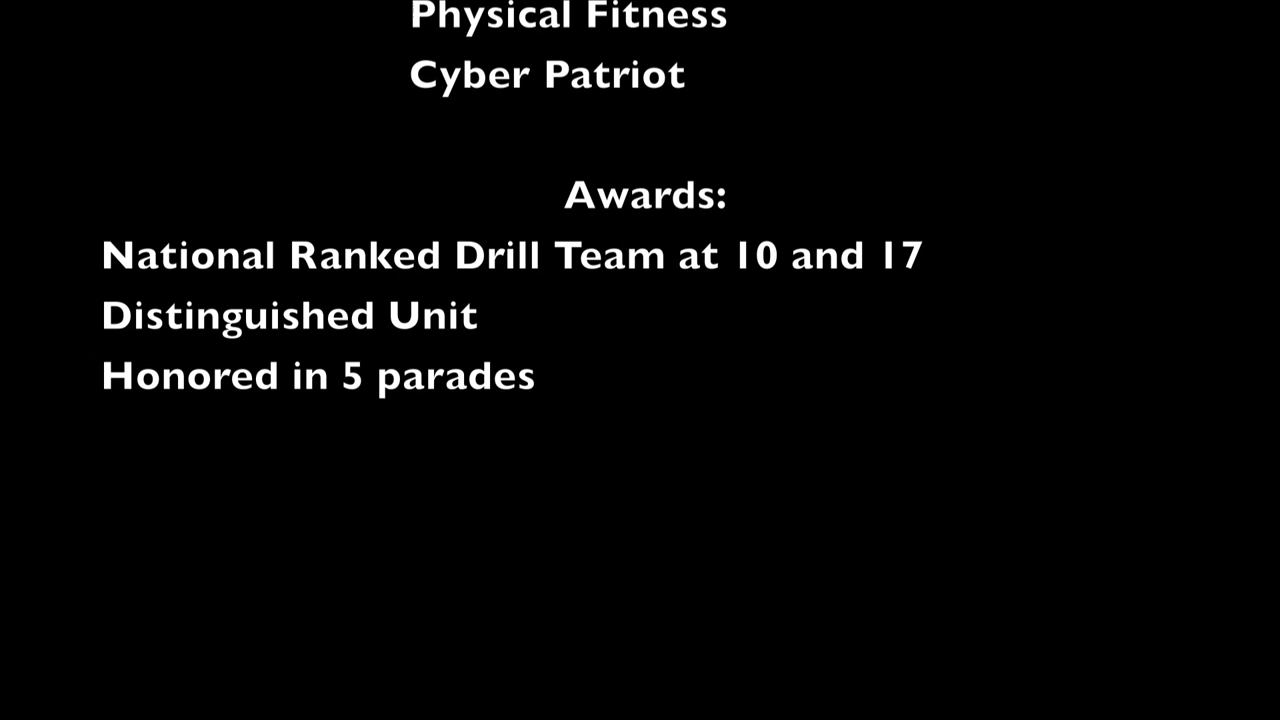 Physical Fitness
Cyber Patriot
Awards:
National Ranked Drill Team at 10 and 17
Distinguished Unit
Honored in 5 parades